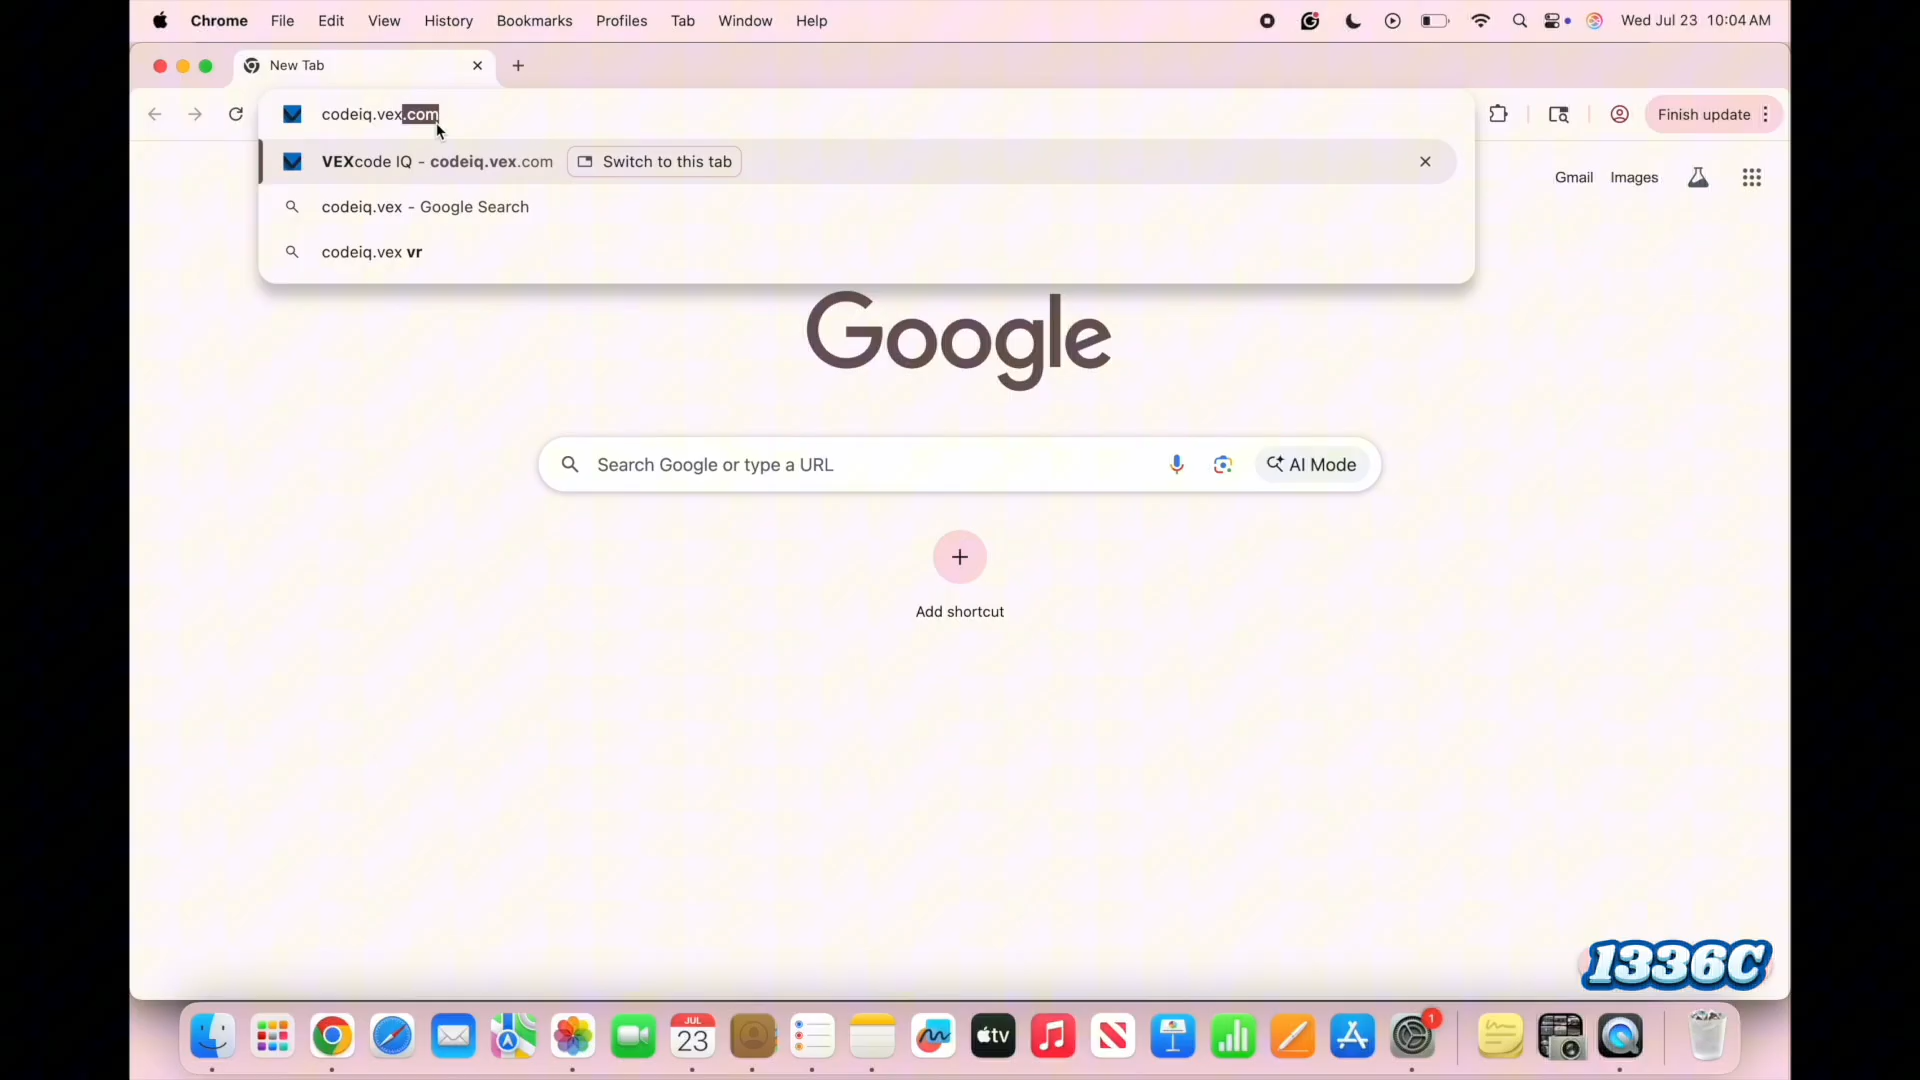 Chrome File Edit View History Bookmarks Profiles Tab Window Help Wed Jul 23 10:04 AM
New Tab
codeiq.vex.com
Finish update
VEXcode IQ - codeiq.vex.com Switch to this tab
Gmail Images
codeiq.vex - Google Search
codeiq.vex vr
Google
Search Google or type a URL AI Mode
Add shortcut
1336C
JUL
23
tv
1